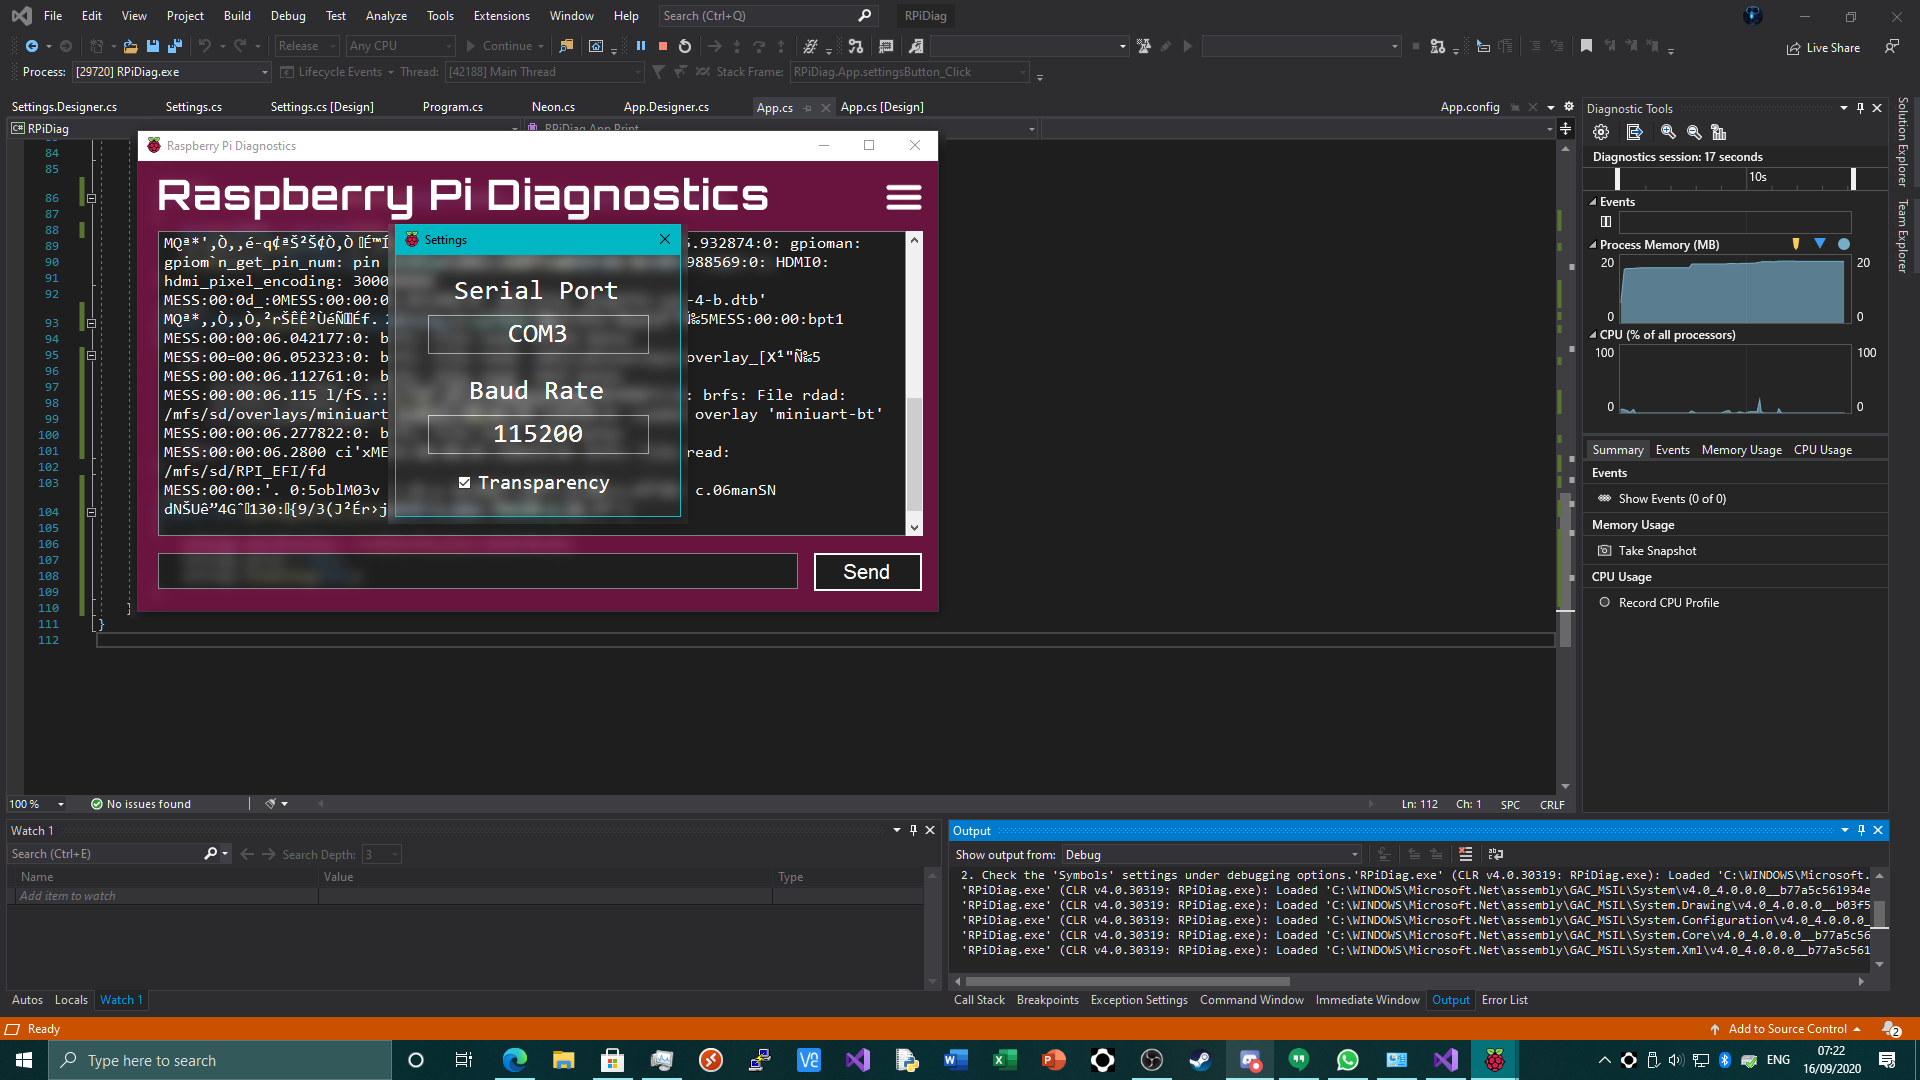 File Edit View Project Build Debug Test Analyze Tools Extensions Window Help Search (Ctrl+Q) RPiDiag
Release Any CPU Continue Live Share
Process: [29720] RPiDiag.exe Lifecycle Events Thread: [42188] Main Thread Stack Frame: RPiDiag.App.settingsButton_Click
Settings.Designer.cs Settings.cs Settings.cs [Design] Program.cs Neon.cs App.Designer.cs App.cs App.cs [Design] App.config
RPiDiag RPiDiag.App.Print
84
85
86
87
88
89
90
91
92
93
94
95
96
97
98
99
100
101
102
103
104
105
106
107
108
109
110
111 }
112
Raspberry Pi Diagnostics
Raspberry Pi Diagnostics
.932874:0: gpioman:
gpiom`n_get_pin_num: pin 988569:0: HDMI0:
hdmi_pixel_encoding: 3000
MESS:00:0d_:0MESS:00:00:0 -4-b.dtb'
5MESS:00:00:bpt1
MESS:00:00:06.042177:0: b
MESS:00=00:06.052323:0: b overlay_[X¹"Ñ‰5
MESS:00:00:06.112761:0: b
MESS:00:00:06.115 l/fS.:: : brfs: File rdad:
/mfs/sd/overlays/miniuart overlay 'miniuart-bt'
MESS:00:00:06.277822:0: b
MESS:00:00:06.2800 ci'xME read:
/mfs/sd/RPI_EFI/fd
MESS:00:00:'. 0:5oblM03v c.06manSN
Send
Settings
Serial Port
COM3
Baud Rate
115200
Transparency
100 % No issues found Ln: 112 Ch: 1 SPC CRLF
Diagnostic Tools
Diagnostics session: 17 seconds
10s
Events
Process Memory (MB)
20 20
0 0
CPU (% of all processors)
100 100
0 0
Summary Events Memory Usage CPU Usage
Events
Show Events (0 of 0)
Memory Usage
Take Snapshot
CPU Usage
Record CPU Profile
Solution Explorer
Team Explorer
Watch 1
Search (Ctrl+E) Search Depth: 3
Name Value Type
Add item to watch
Autos Locals Watch 1
Output
Show output from: Debug
2. Check the 'Symbols' settings under debugging options.'RPiDiag.exe' (CLR v4.0.30319: RPiDiag.exe): Loaded 'C:\WINDOWS\Microsoft.
'RPiDiag.exe' (CLR v4.0.30319: RPiDiag.exe): Loaded 'C:\WINDOWS\Microsoft.Net\assembly\GAC_MSIL\System\v4.0_4.0.0.0__b77a5c561934e
'RPiDiag.exe' (CLR v4.0.30319: RPiDiag.exe): Loaded 'C:\WINDOWS\Microsoft.Net\assembly\GAC_MSIL\System.Drawing\v4.0_4.0.0.0__b03f5
'RPiDiag.exe' (CLR v4.0.30319: RPiDiag.exe): Loaded 'C:\WINDOWS\Microsoft.Net\assembly\GAC_MSIL\System.Configuration\v4.0_4.0.0.0_
'RPiDiag.exe' (CLR v4.0.30319: RPiDiag.exe): Loaded 'C:\WINDOWS\Microsoft.Net\assembly\GAC_MSIL\System.Core\v4.0_4.0.0.0__b77a5c56
'RPiDiag.exe' (CLR v4.0.30319: RPiDiag.exe): Loaded 'C:\WINDOWS\Microsoft.Net\assembly\GAC_MSIL\System.Xml\v4.0_4.0.0.0__b77a5c561
Call Stack Breakpoints Exception Settings Command Window Immediate Window Output Error List
Ready Add to Source Control 2
Type here to search ENG 07:22
16/09/2020